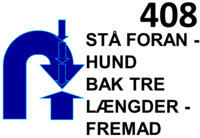 408
STÅ FORAN -
HUND
BAK TRE
LÆNGDER -
FREMAD